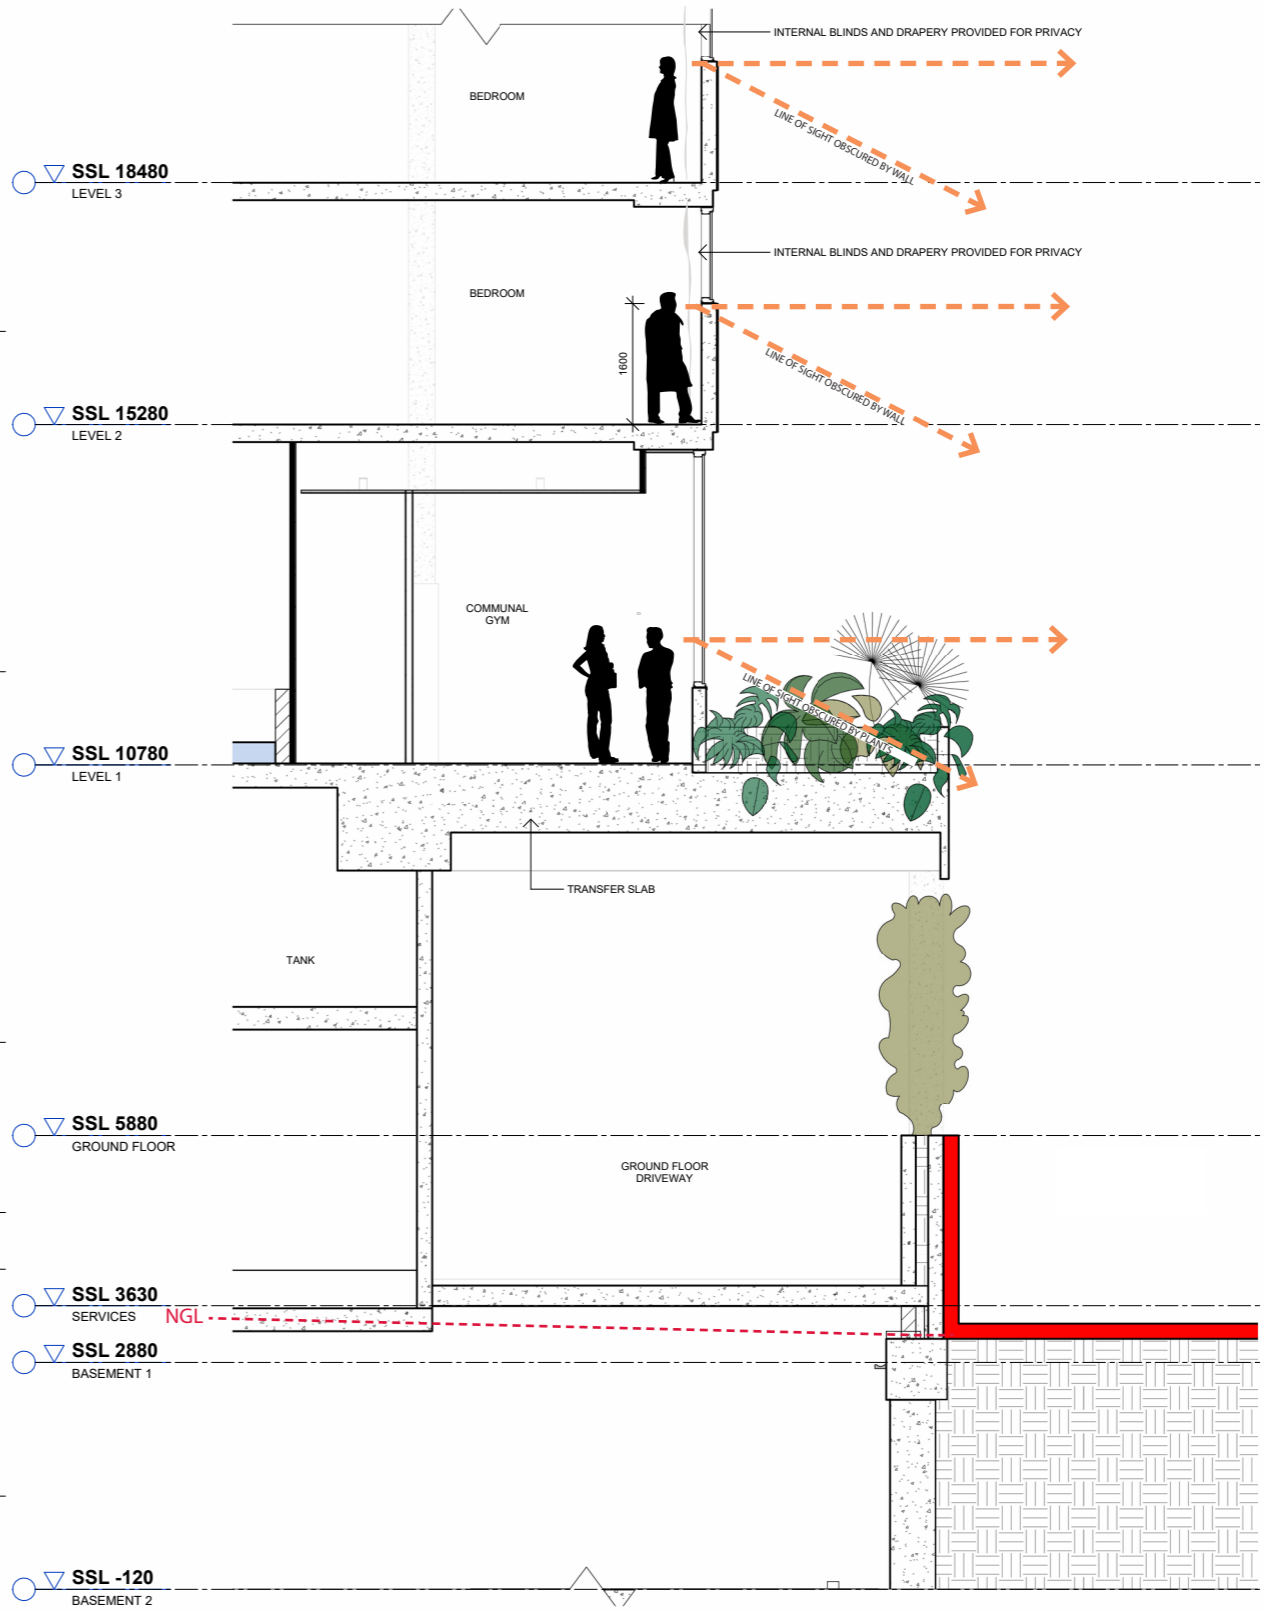 INTERNAL BLINDS AND DRAPERY PROVIDED FOR PRIVACY
BEDROOM
LINE OF SIGHT OBSCURED BY WALL
SSL 18480
LEVEL 3
INTERNAL BLINDS AND DRAPERY PROVIDED FOR PRIVACY
BEDROOM
1600
LINE OF SIGHT OBSCURED BY WALL
SSL 15280
LEVEL 2
COMMUNAL
GYM
LINE OF SIGHT OBSCURED BY PLANTS
SSL 10780
LEVEL 1
TRANSFER SLAB
TANK
SSL 5880
GROUND FLOOR
GROUND FLOOR
DRIVEWAY
SSL 3630
SERVICES
NGL
SSL 2880
BASEMENT 1
SSL -120
BASEMENT 2